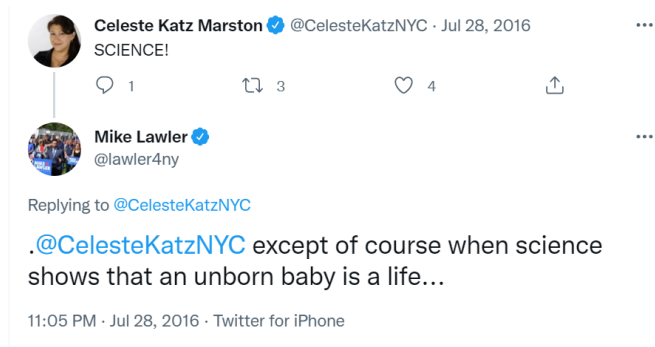 Celeste Katz Marston @CelesteKatzNYC · Jul 28, 2016
SCIENCE!
1 3 4
Mike Lawler
@lawler4ny
Replying to @CelesteKatzNYC
.@CelesteKatzNYC except of course when science
shows that an unborn baby is a life...
11:05 PM · Jul 28, 2016 · Twitter for iPhone